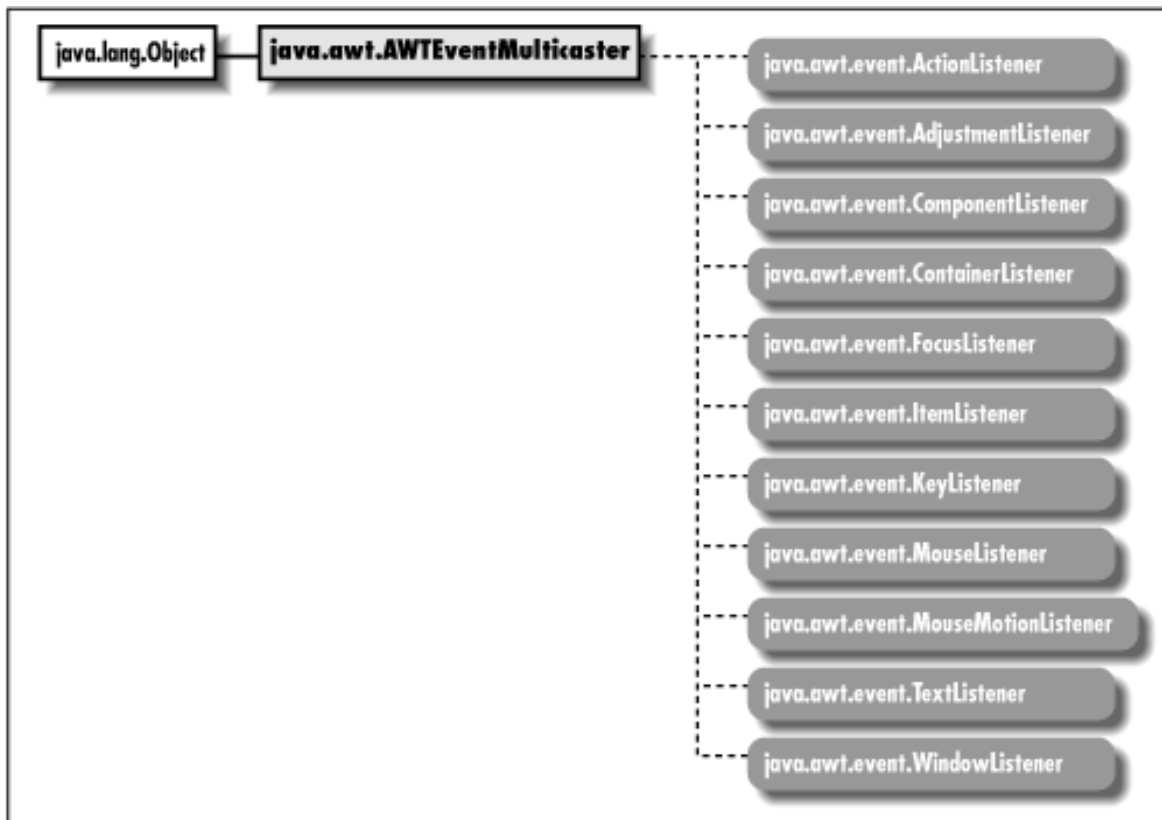 java.lang.Object
java.awt.AWTEventMulticaster
java.awt.event.ActionListener
java.awt.event.AdjustmentListener
java.awt.event.ComponentListener
java.awt.event.ContainerListener
java.awt.event.FocusListener
java.awt.event.ItemListener
java.awt.event.KeyListener
java.awt.event.MouseListener
java.awt.event.MouseMotionListener
java.awt.event.TextListener
java.awt.event.WindowListener